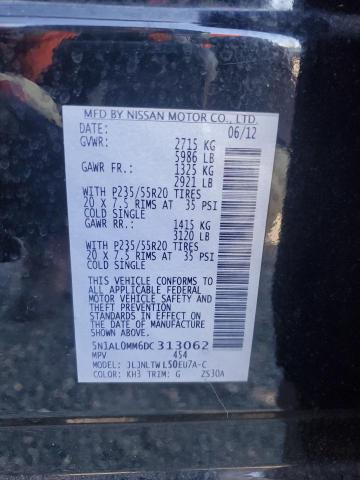 MFD BY NISSAN MOTOR CO., LTD.
DATE: 06/12
GVWR: 2715 KG
5986 LB
GAWR FR.: 1325 KG
2921 LB
WITH P235/55R20 TIRES
20 X 7.5 RIMS AT 35 PSI
COLD SINGLE
GAWR RR.: 1415 KG
3120 LB
WITH P235/55R20 TIRES
20 X 7.5 RIMS AT 35 PSI
COLD SINGLE
THIS VEHICLE CONFORMS TO
ALL APPLICABLE FEDERAL
MOTOR VEHICLE SAFETY
AND THEFT PREVENTION
STANDARDS IN EFFECT ON
THE DATE OF MANUFACTURE
SHOWN ABOVE.
5N1AL0MM6DC313062
MPV 454
MODEL: JLJNLTWL50EU7A-C
COLOR: KH3 TRIM: G ZS30A